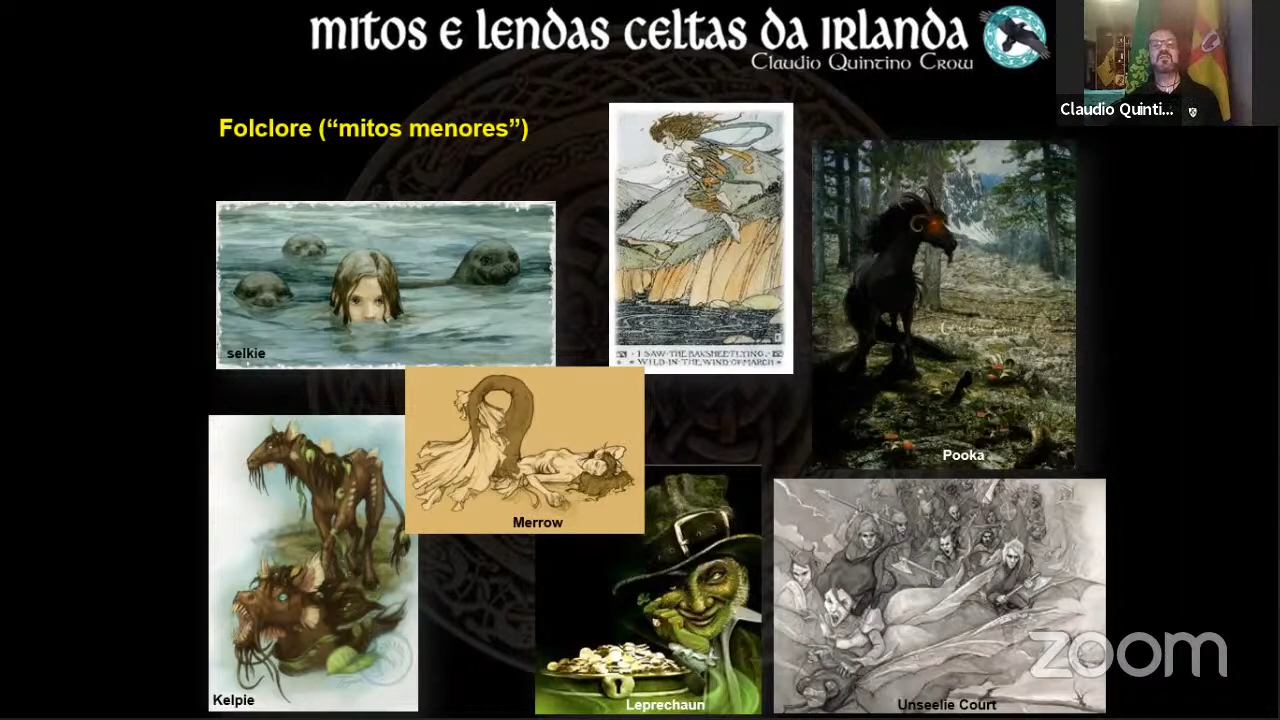 mitos e lendas celtas da irlanda
Claudio Quintino Crow
Claudio Quinti...
Folclore (“mitos menores”)
selkie
I SAW THE BANSHEE FLYING
WILD IN THE WIND OF MARCH
Pooka
Merrow
Kelpie
Leprechaun
Unseelie Court
zoom